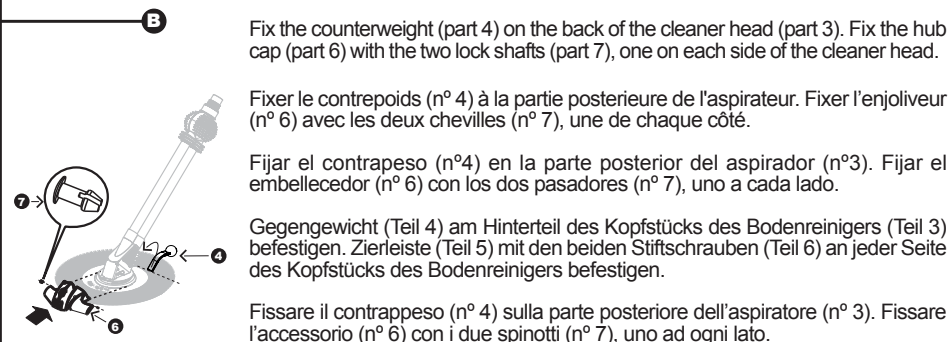 B
Fix the counterweight (part 4) on the back of the cleaner head (part 3). Fix the hub
cap (part 6) with the two lock shafts (part 7), one on each side of the cleaner head.
Fixer le contrepoids (nº 4) à la partie posterieure de l'aspirateur. Fixer l’enjoliveur
(nº 6) avec les deux chevilles (nº 7), une de chaque côté.
Fijar el contrapeso (nº4) en la parte posterior del aspirador (nº3). Fijar el
embellecedor (nº 6) con los dos pasadores (nº 7), uno a cada lado.
Gegengewicht (Teil 4) am Hinterteil des Kopfstücks des Bodenreinigers (Teil 3)
befestigen. Zierleiste (Teil 5) mit den beiden Stiftschrauben (Teil 6) an jeder Seite
des Kopfstücks des Bodenreinigers befestigen.
Fissare il contrappeso (nº 4) sulla parte posteriore dell’aspiratore (nº 3). Fissare
l’accessorio (nº 6) con i due spinotti (nº 7), uno ad ogni lato.
7
4
6